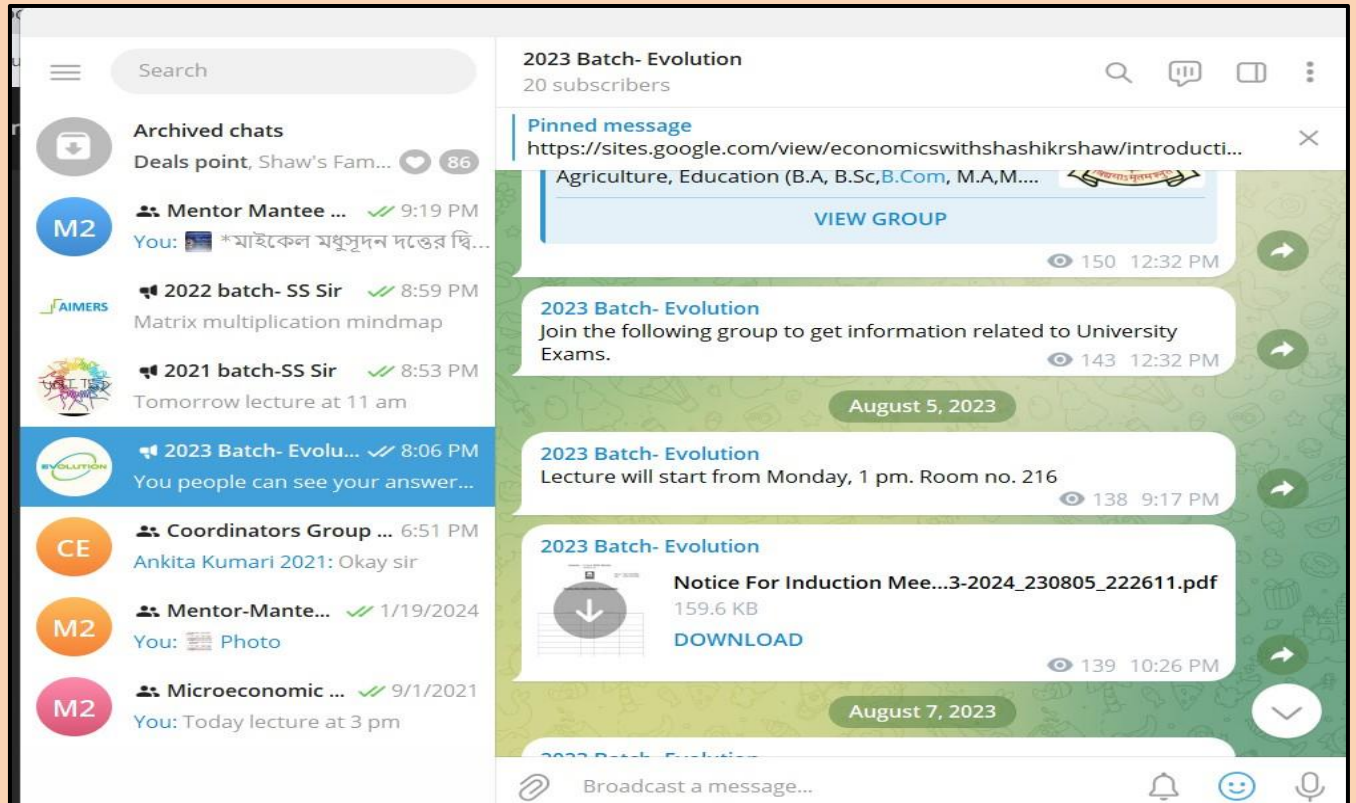 Search
Archived chats
Deals point, Shaw's Fam... 86
M2
Mentor Mantee ... 9:19 PM
You: *মাইকেল মধুসূদন দত্তের দ্বি...
AIMERS
2022 batch- SS Sir 8:59 PM
Matrix multiplication mindmap
2021 batch-SS Sir 8:53 PM
Tomorrow lecture at 11 am
EVOLUTION
2023 Batch- Evolu... 8:06 PM
You people can see your answer...
CE
Coordinators Group ... 6:51 PM
Ankita Kumari 2021: Okay sir
M2
Mentor-Mante... 1/19/2024
You: Photo
M2
Microeconomic ... 9/1/2021
You: Today lecture at 3 pm
2023 Batch- Evolution
20 subscribers
Pinned message
https://sites.google.com/view/economicswithshashikrshaw/introducti...
Agriculture, Education (B.A, B.Sc,B.Com, M.A,M....
VIEW GROUP
150 12:32 PM
2023 Batch- Evolution
Join the following group to get information related to University
Exams.
143 12:32 PM
August 5, 2023
2023 Batch- Evolution
Lecture will start from Monday, 1 pm. Room no. 216
138 9:17 PM
2023 Batch- Evolution
Notice For Induction Mee...3-2024_230805_222611.pdf
159.6 KB
DOWNLOAD
139 10:26 PM
August 7, 2023
2023 Batch- Evolution
Broadcast a message...